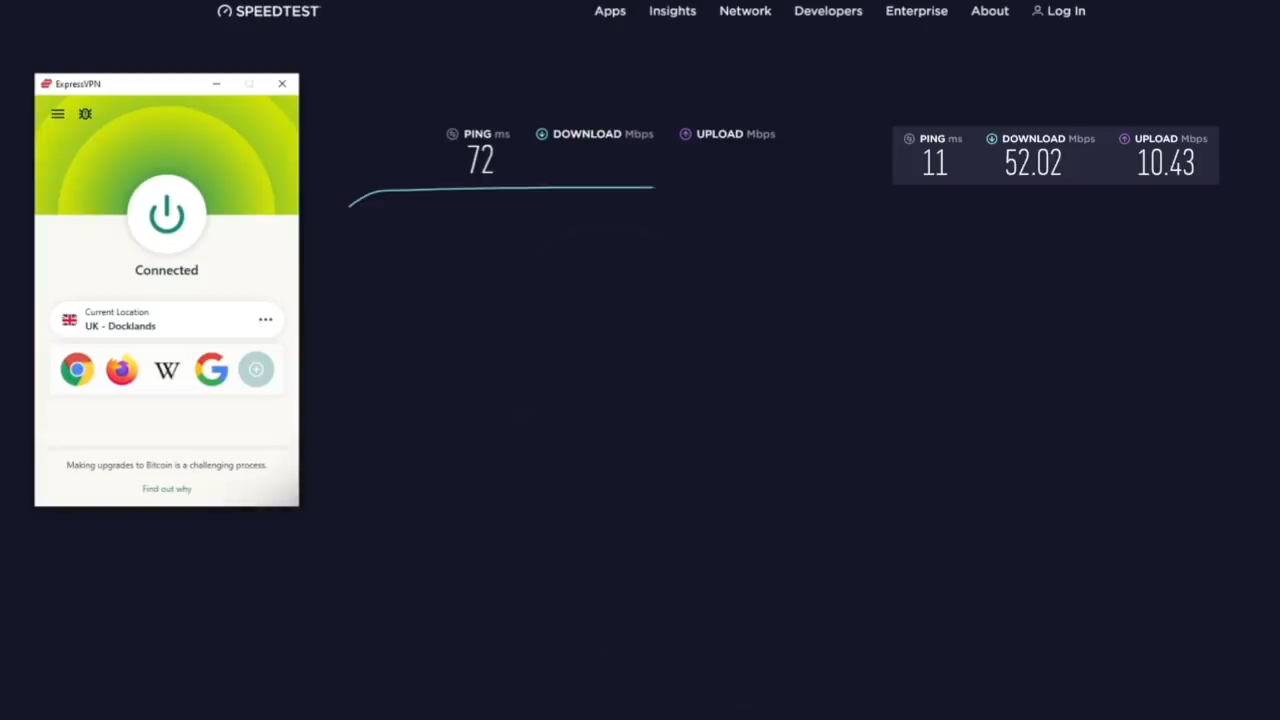 SPEEDTEST
Apps Insights Network Developers Enterprise About Log In
ExpressVPN
Connected
Current Location
UK - Docklands
W
Making upgrades to Bitcoin is a challenging process.
Find out why
PING ms DOWNLOAD Mbps UPLOAD Mbps
72
PING ms DOWNLOAD Mbps UPLOAD Mbps
11 52.02 10.43